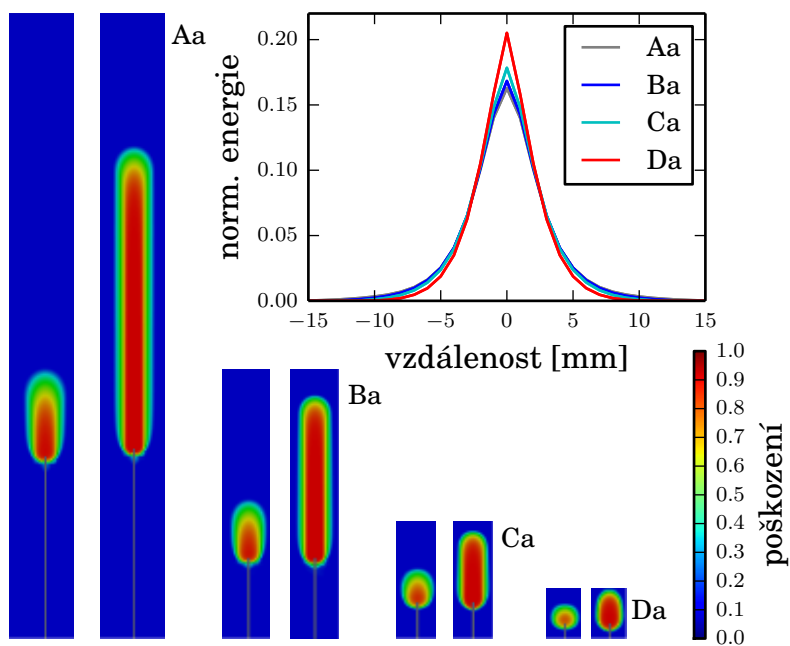 Aa
0.20
0.15
0.10
0.05
0.00
norm. energie
Aa
Ba
Ca
Da
−15 −10 −5 0 5 10 15
vzdálenost [mm]
Ba
Ca
Da
1.0
0.9
0.8
0.7
0.6
0.5
0.4
0.3
0.2
0.1
0.0
poškození